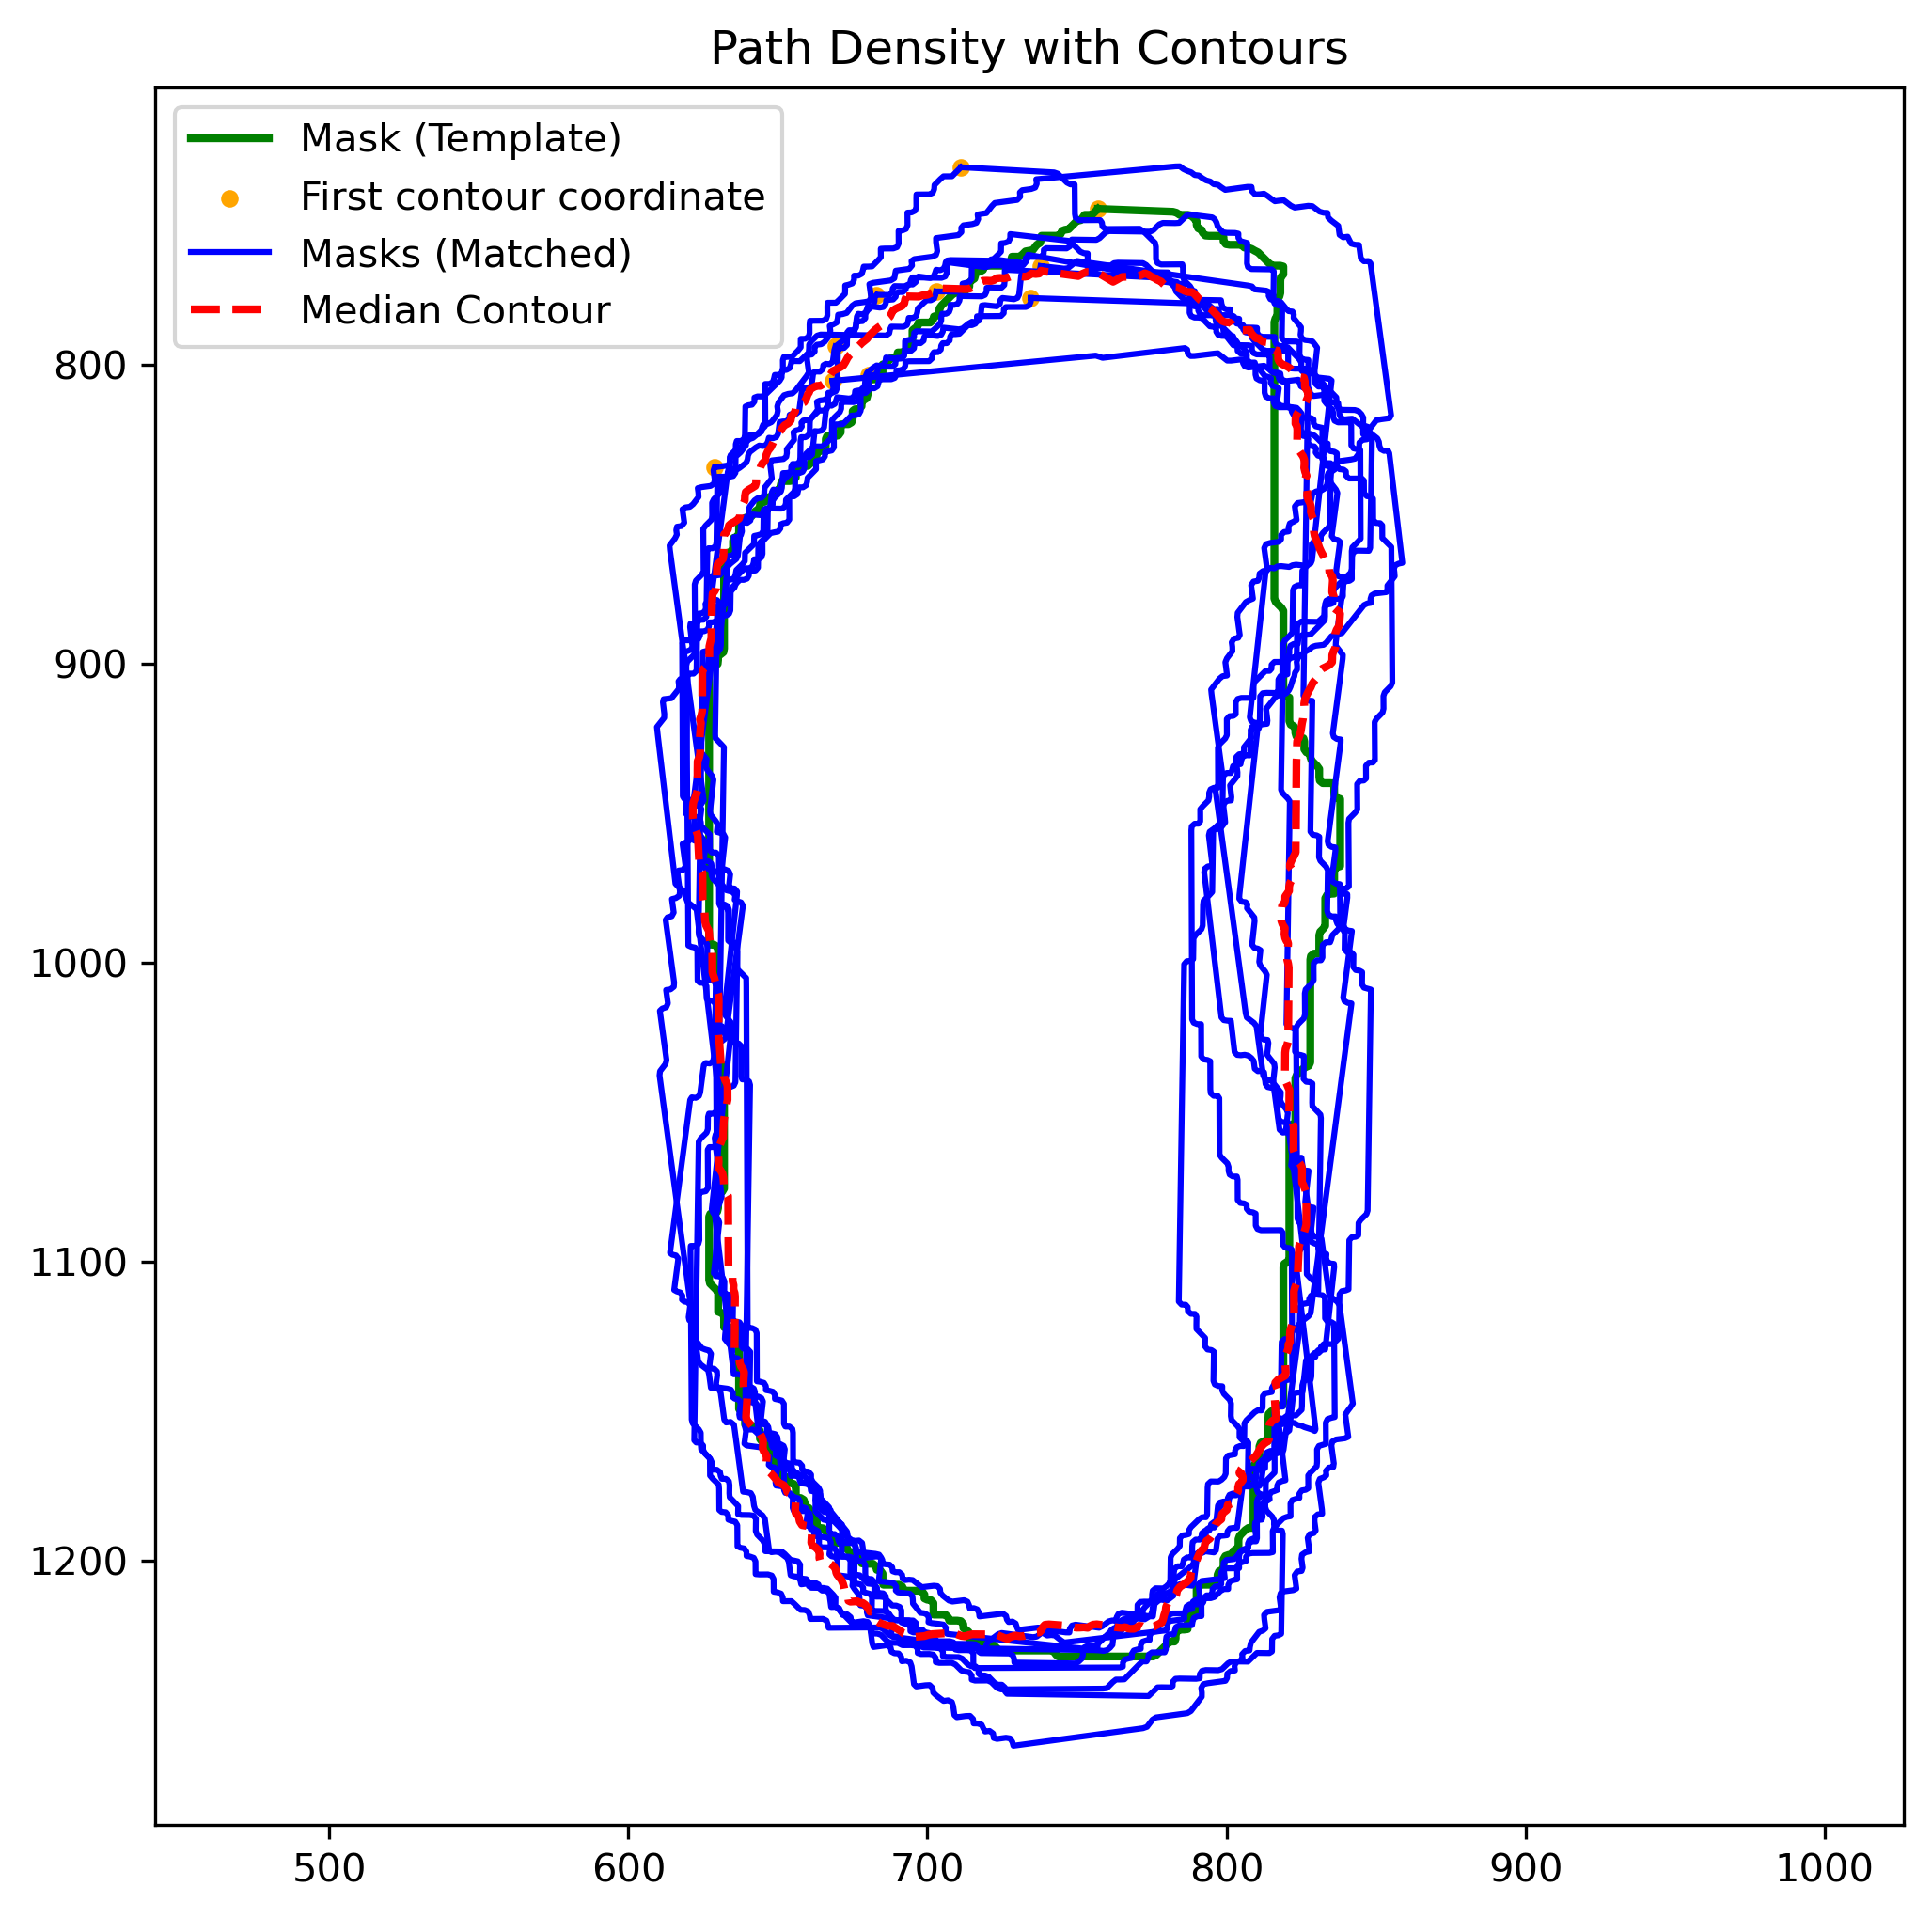 Path Density with Contours
Mask (Template)
First contour coordinate
Masks (Matched)
Median Contour
800
900
1000
1100
1200
500 600 700 800 900 1000